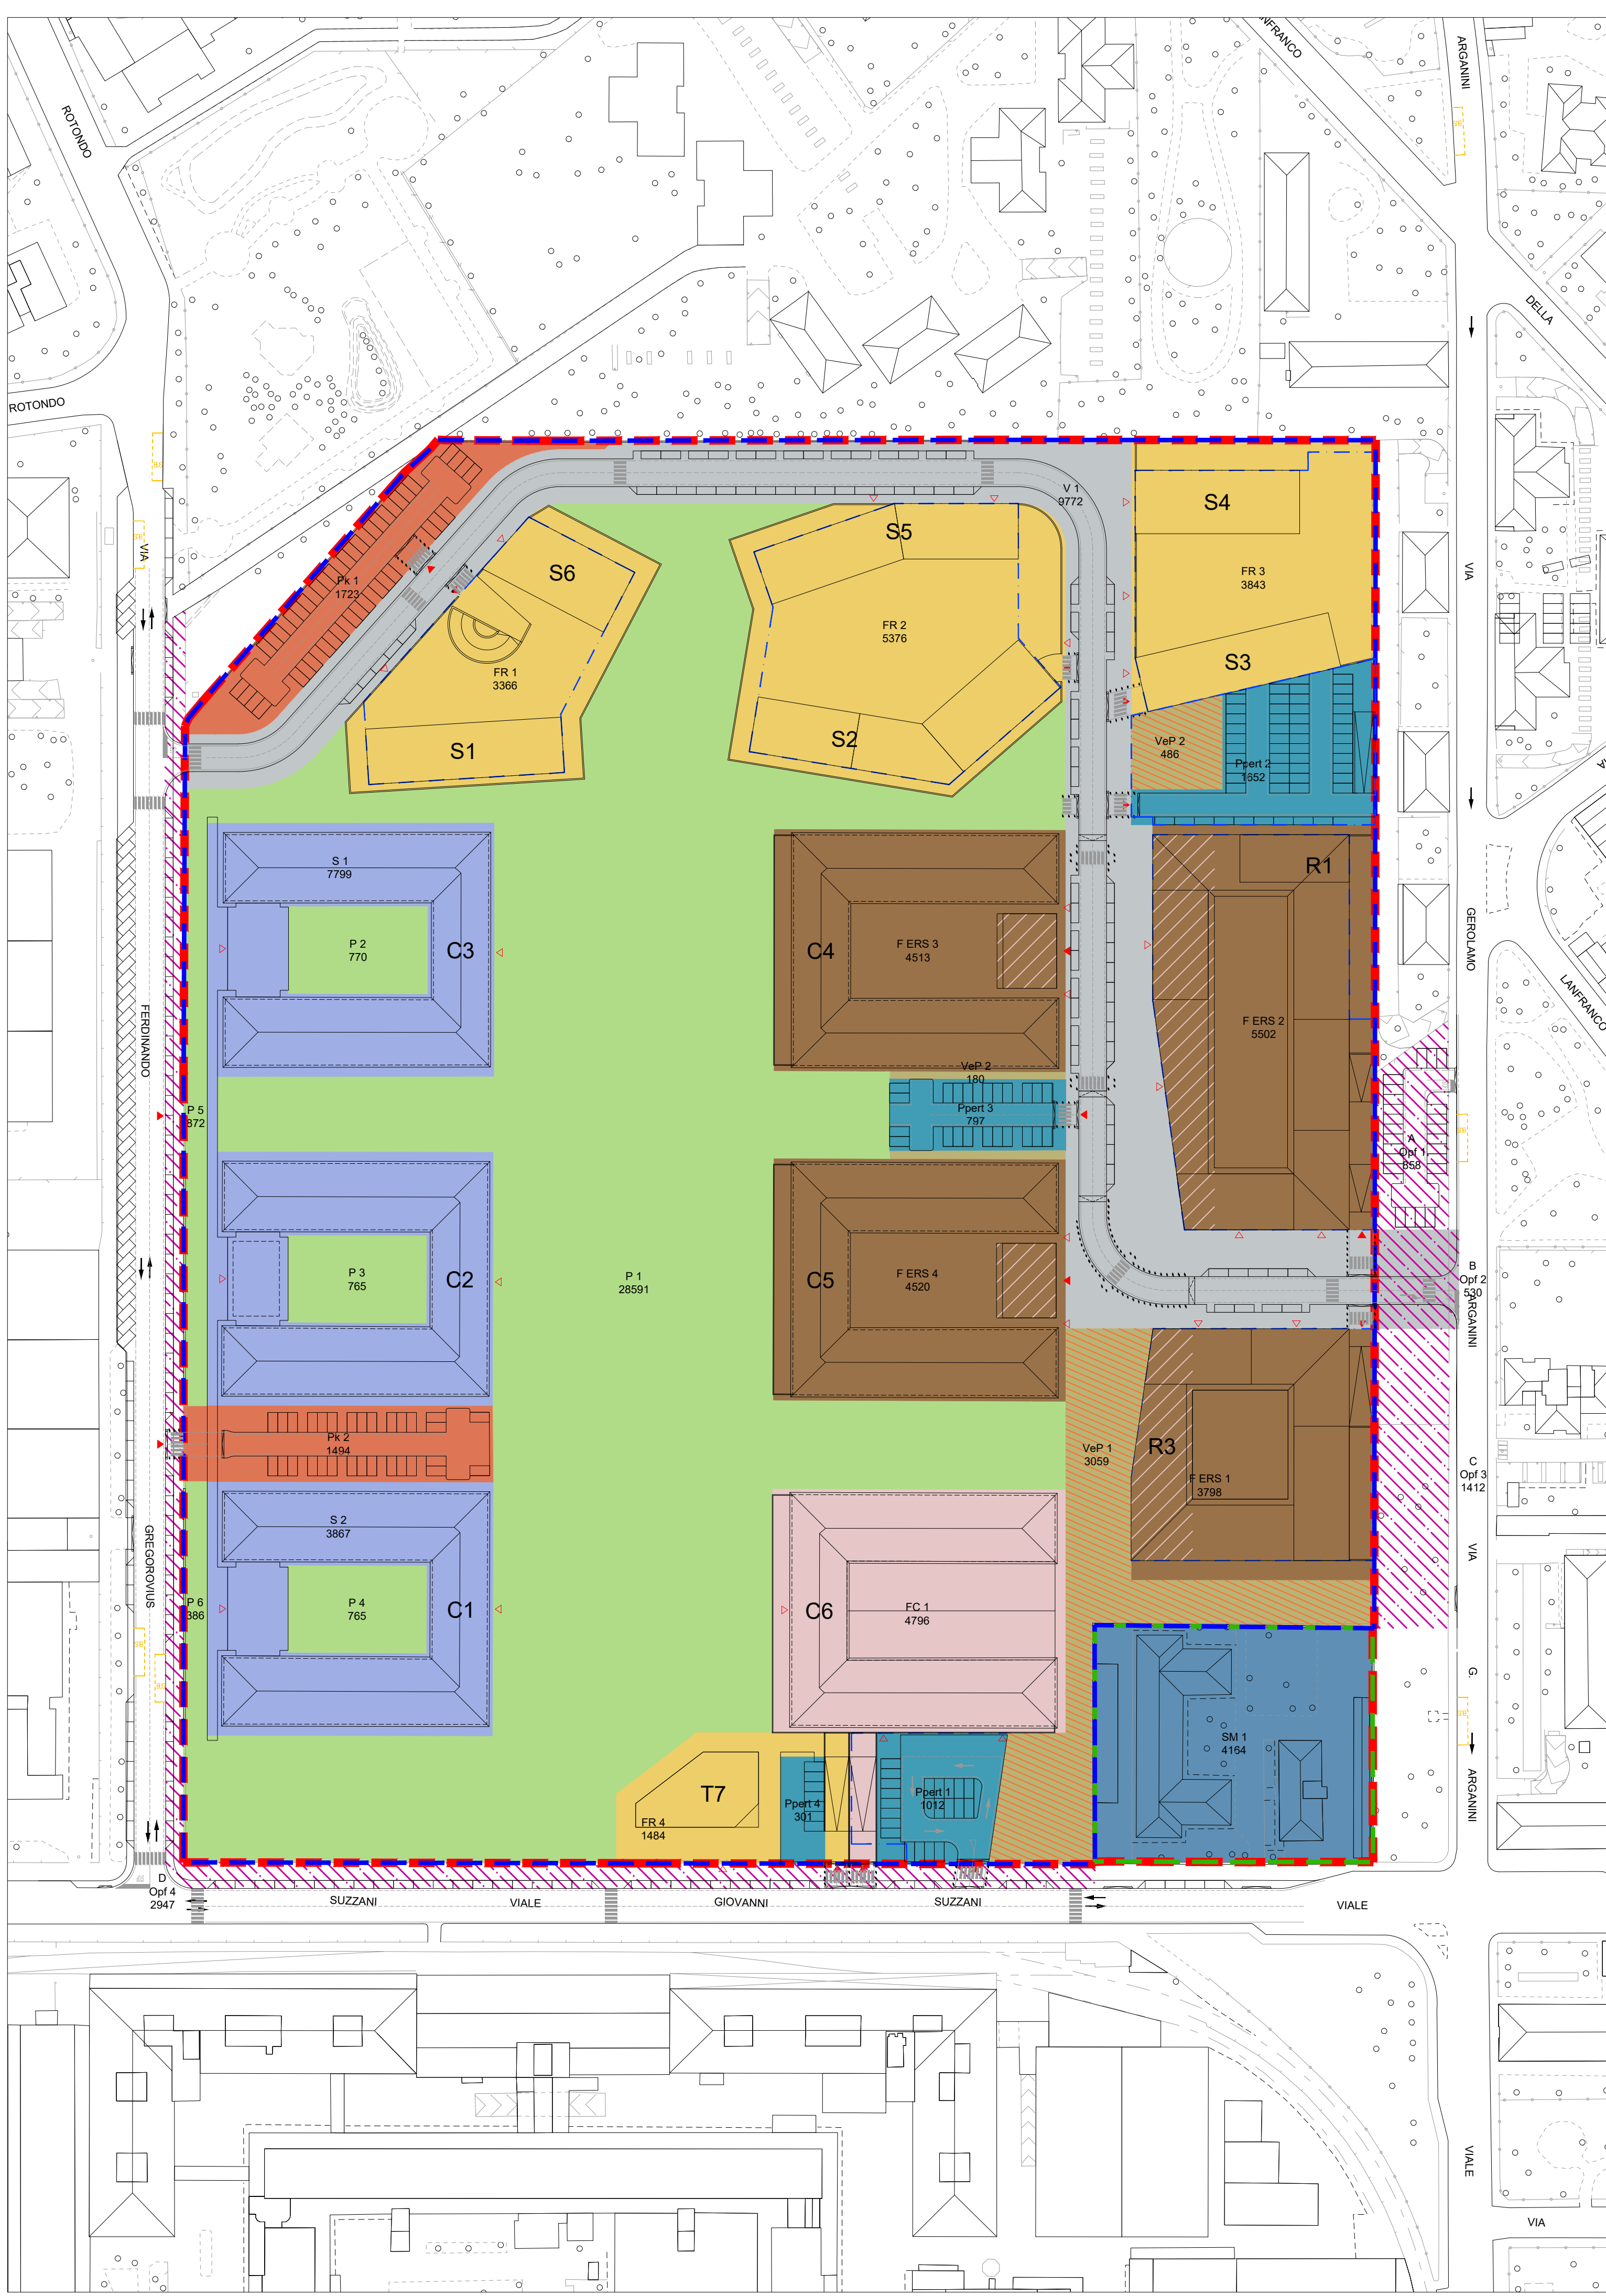 LANFRANCO
ARGANINI
ROTONDO
DELLA
ROTONDO
VIA
VIA
V 1
9772
S4
S5
S6
FR 3
3843
Pk 1
1723
FR 2
5376
FR 1
3366
S3
S1
S2
VeP 2
486
Ppert 2
1652
S 1
7799
R1
P 2
770
C3
C4
F ERS 3
4513
GEROLAMO
LANFRANCO
FERDINANDO
F ERS 2
5502
VeP 2
180
P 5
872
Ppert 3
797
A
Opf 1
858
P 3
765
C2
P 1
28591
C5
F ERS 4
4520
B
Opf 2
530
ARGANINI
Pk 2
1494
VeP 1
3059
R3
F ERS 1
3798
C
Opf 3
1412
S 2
3867
GREGOROVIUS
VIA
P 6
386
P 4
765
C1
C6
FC 1
4796
G.
SM 1
4164
T7
FR 4
1484
Ppert 4
301
Ppert 1
1012
ARGANINI
D
Opf 4
2947
SUZZANI
VIALE
GIOVANNI
SUZZANI
VIALE
VIALE
VIA